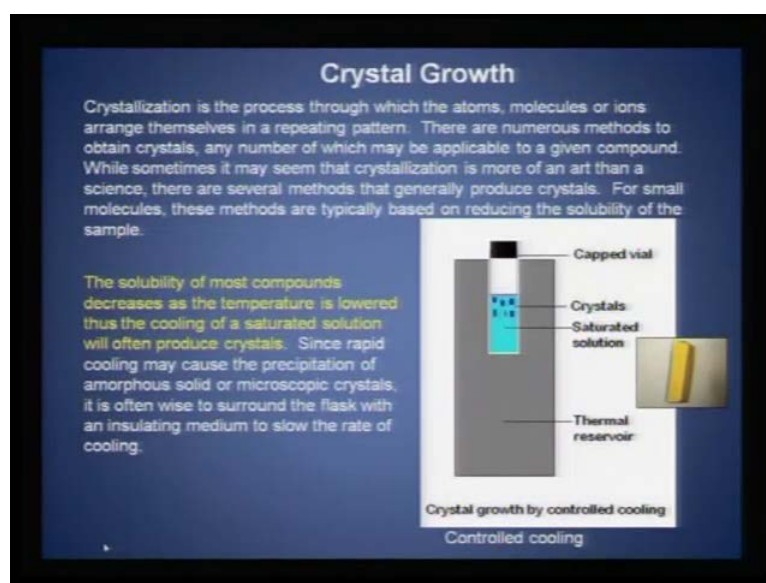 Crystal Growth
Crystallization is the process through which the atoms, molecules or ions
arrange themselves in a repeating pattern. There are numerous methods to
obtain crystals, any number of which may be applicable to a given compound.
While sometimes it may seem that crystallization is more of an art than a
science, there are several methods that generally produce crystals. For small
molecules, these methods are typically based on reducing the solubility of the
sample.
The solubility of most compounds
decreases as the temperature is lowered
thus the cooling of a saturated solution
will often produce crystals. Since rapid
cooling may cause the precipitation of
amorphous solid or microscopic crystals,
it is often wise to surround the flask with
an insulating medium to slow the rate of
cooling.
Capped vial
Crystals
Saturated
solution
Thermal
reservoir
Crystal growth by controlled cooling
Controlled cooling